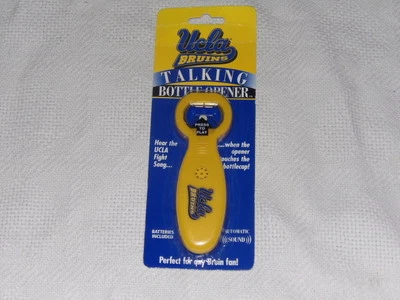 Ucla
BRUINS
TALKING
BOTTLE OPENER
PRESS
TO
PLAY
Hear the
UCLA
Fight
Song...
...when the
opener
touches the
bottlecap!
Ucla
BRUINS
BATTERIES
INCLUDED
AUTOMATIC
SOUND
Perfect for any Bruin fan!